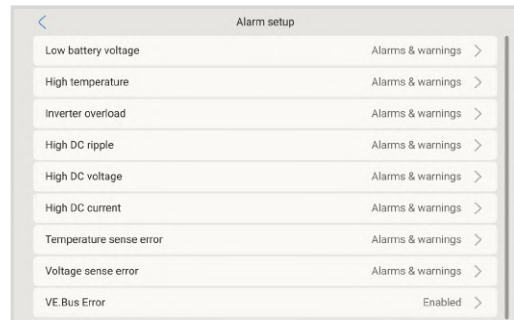 Alarm setup
Low battery voltage Alarms & warnings
High temperature Alarms & warnings
Inverter overload Alarms & warnings
High DC ripple Alarms & warnings
High DC voltage Alarms & warnings
High DC current Alarms & warnings
Temperature sense error Alarms & warnings
Voltage sense error Alarms & warnings
VE.Bus Error Enabled